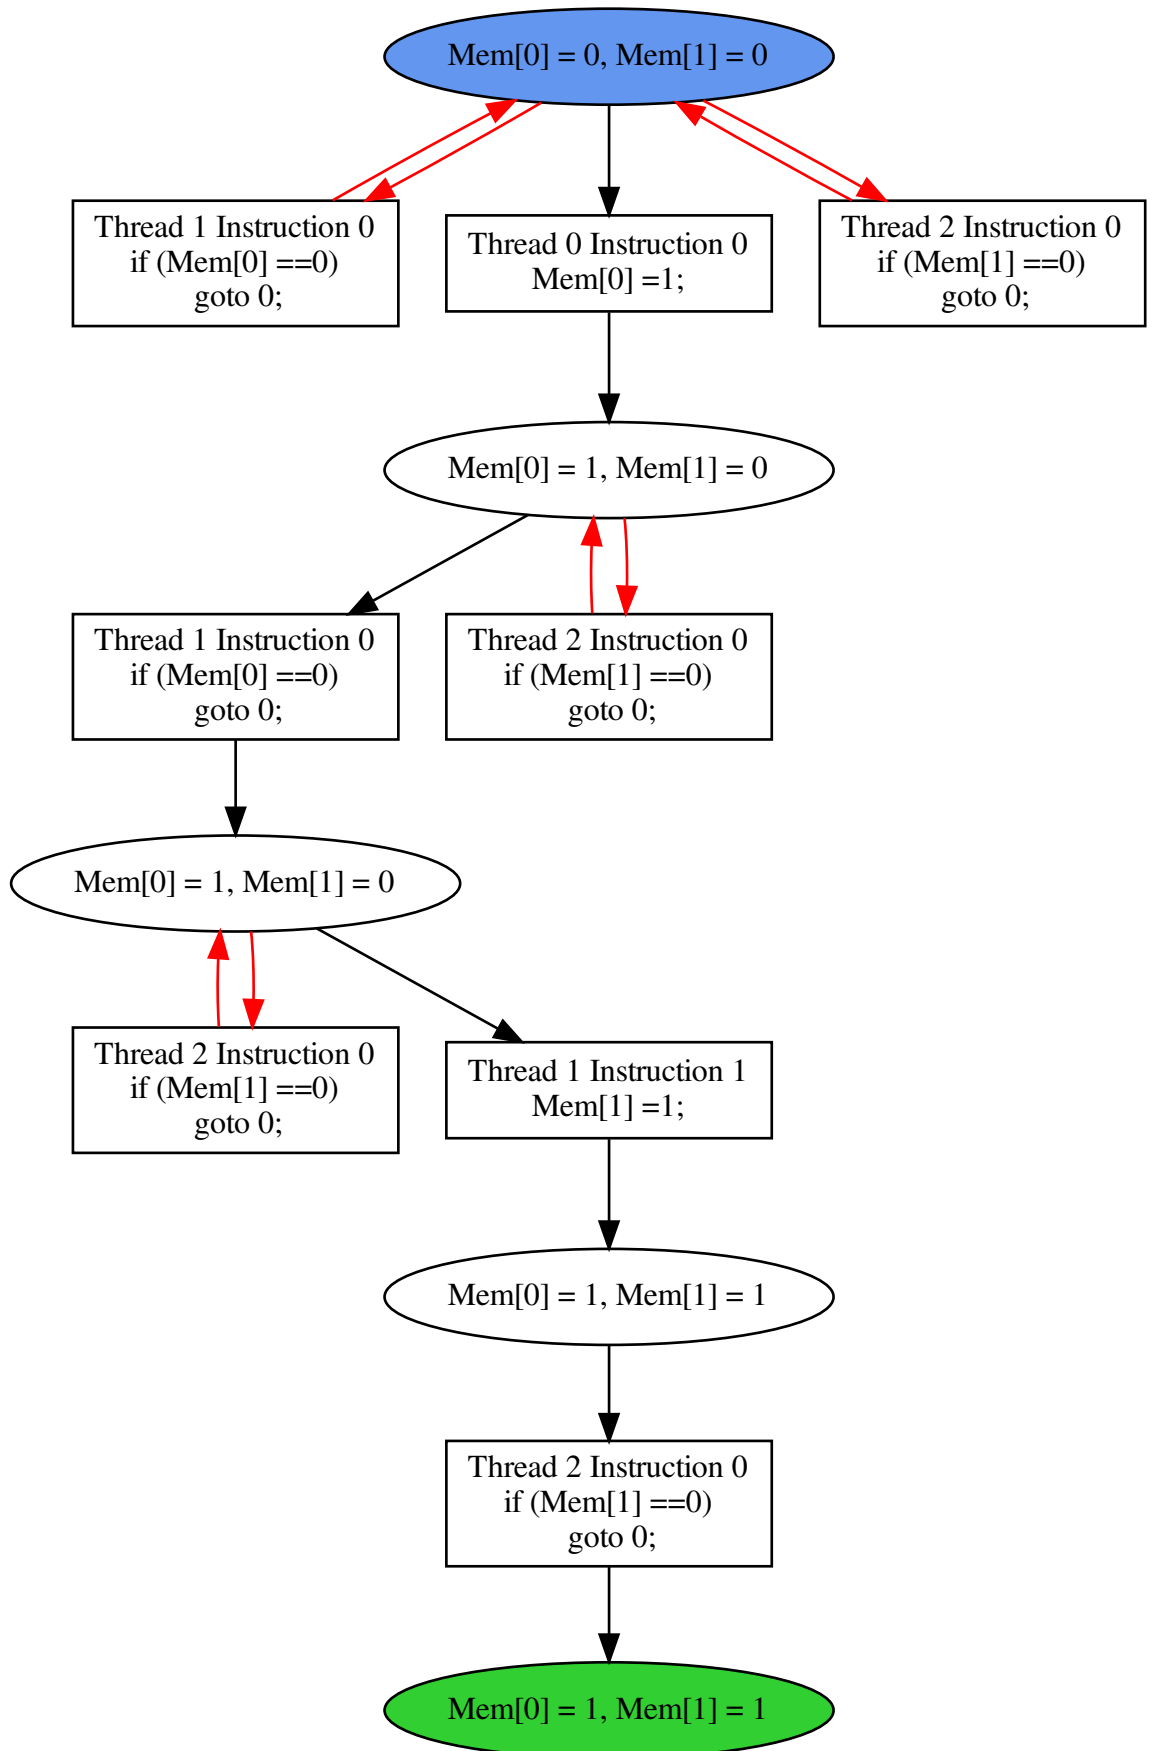 Mem[0] = 0, Mem[1] = 0
Thread 1 Instruction 0
if (Mem[0] ==0)
goto 0;
Thread 0 Instruction 0
Mem[0] =1;
Thread 2 Instruction 0
if (Mem[1] ==0)
goto 0;
Mem[0] = 1, Mem[1] = 0
Thread 1 Instruction 0
if (Mem[0] ==0)
goto 0;
Thread 2 Instruction 0
if (Mem[1] ==0)
goto 0;
Mem[0] = 1, Mem[1] = 0
Thread 2 Instruction 0
if (Mem[1] ==0)
goto 0;
Thread 1 Instruction 1
Mem[1] =1;
Mem[0] = 1, Mem[1] = 1
Thread 2 Instruction 0
if (Mem[1] ==0)
goto 0;
Mem[0] = 1, Mem[1] = 1